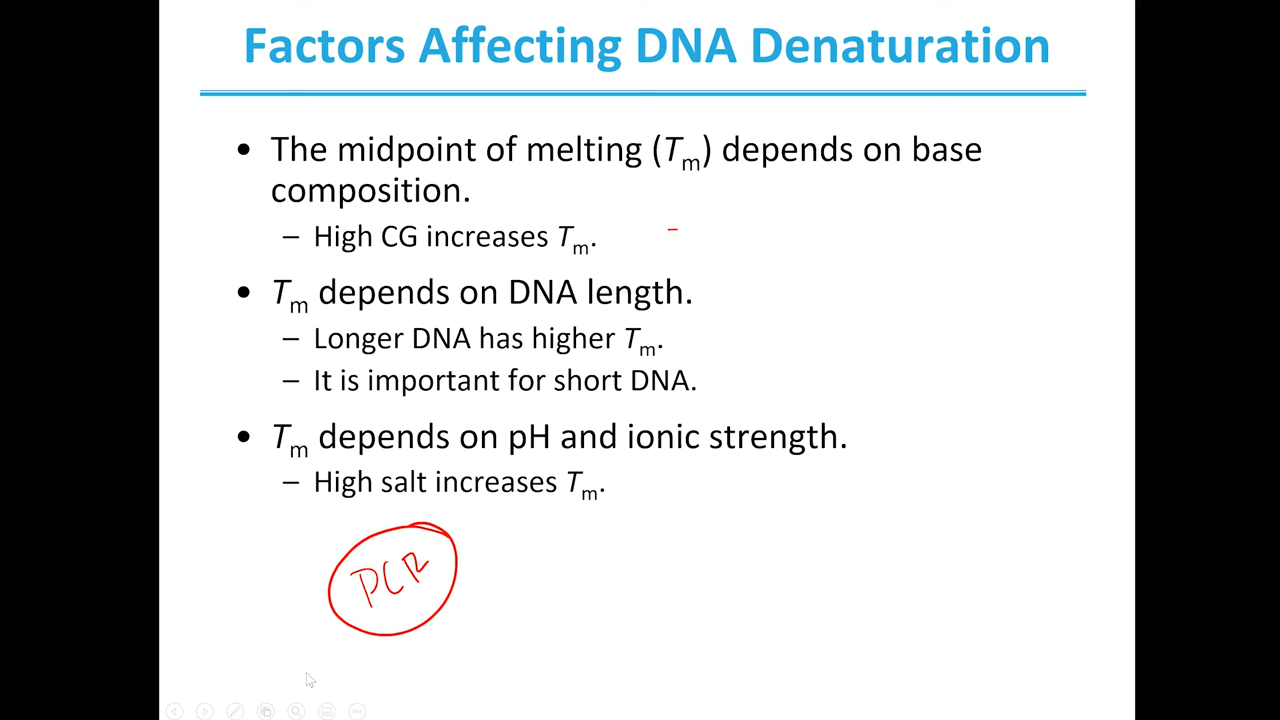 Factors Affecting DNA Denaturation
• The midpoint of melting (Tm) depends on base
composition.
– High CG increases Tm.
• Tm depends on DNA length.
– Longer DNA has higher Tm.
– It is important for short DNA.
• Tm depends on pH and ionic strength.
– High salt increases Tm.
PCR